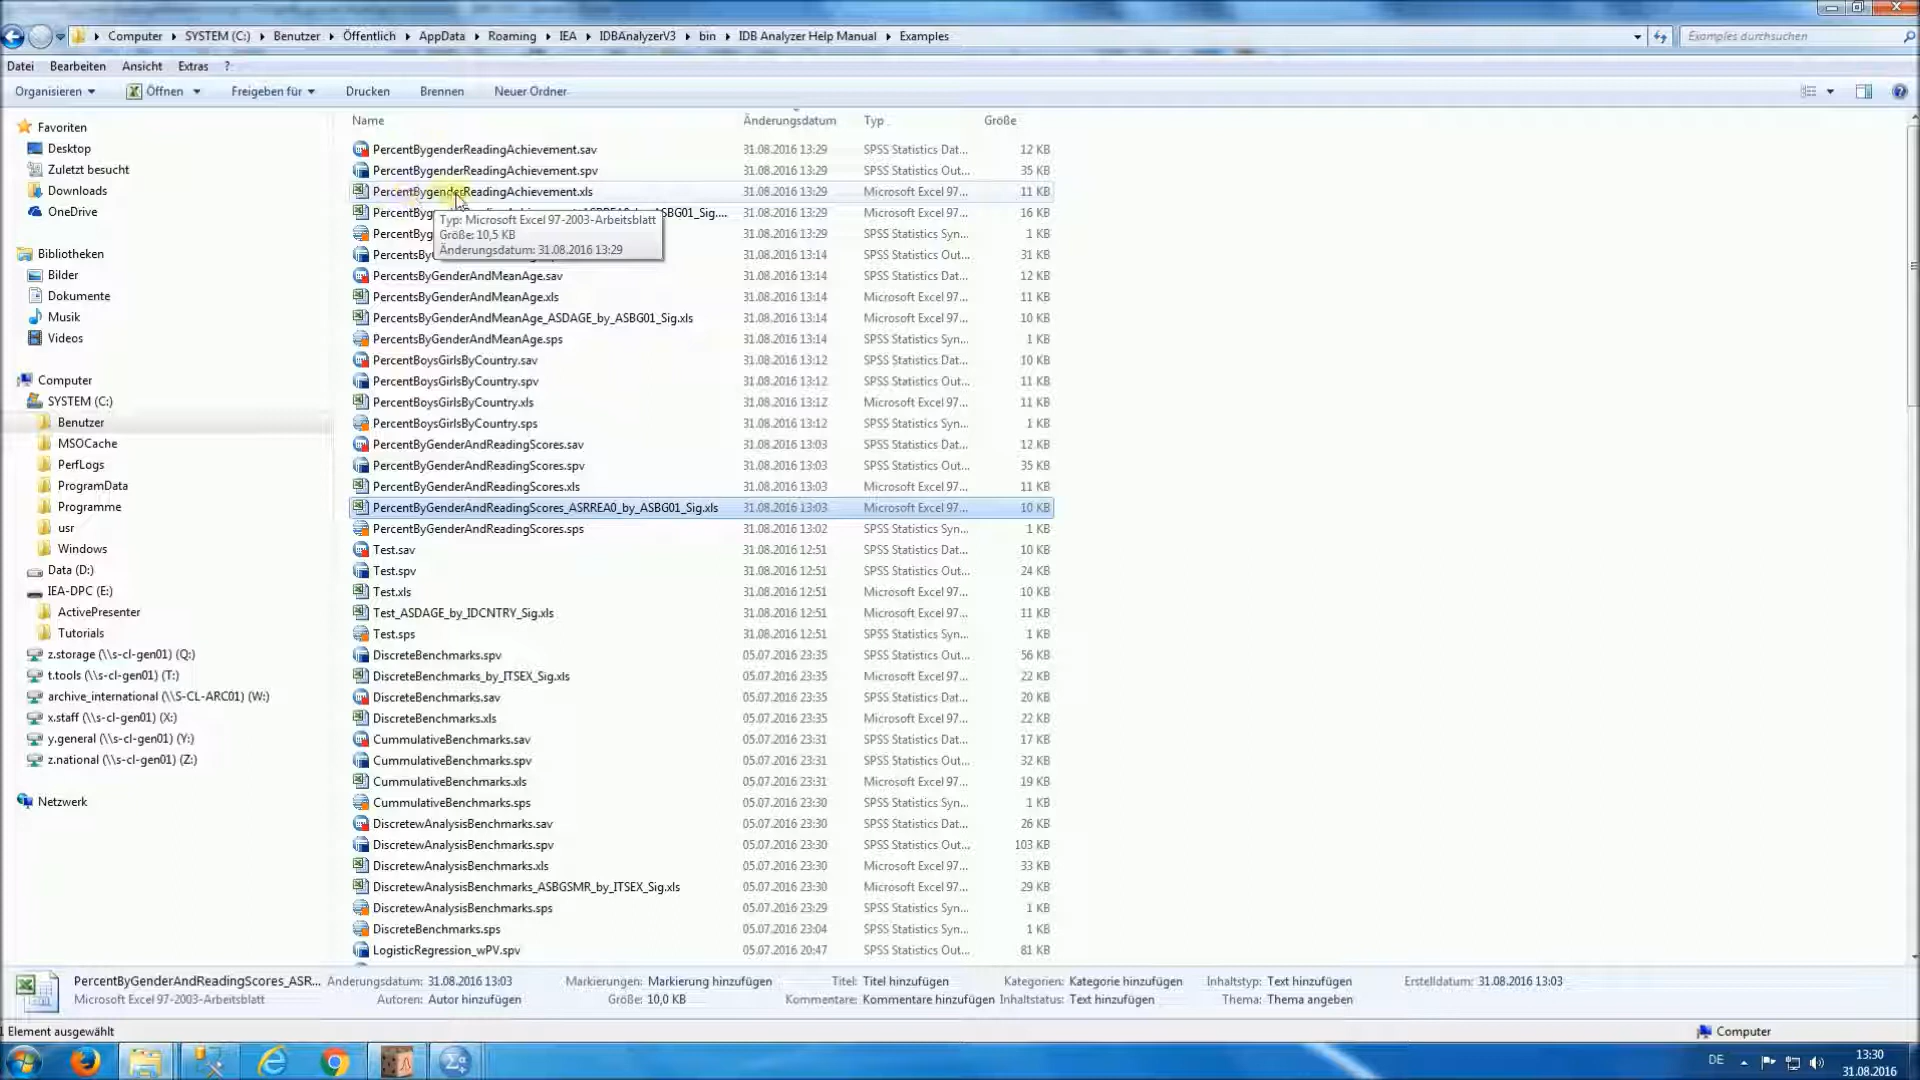 Computer SYSTEM (C:) Benutzer Öffentlich AppData Roaming IEA IDBAnalyzerV3 bin IDB Analyzer Help Manual Examples
Examples durchsuchen
Datei Bearbeiten Ansicht Extras ?
Organisieren Öffnen Freigeben für Drucken Brennen Neuer Ordner
Name Änderungsdatum Typ Größe
Favoriten
Desktop
Zuletzt besucht
Downloads
OneDrive
Bibliotheken
Bilder
Dokumente
Musik
Videos
Computer
SYSTEM (C:)
Benutzer
MSOCache
PerfLogs
ProgramData
Programme
usr
Windows
Data (D:)
IEA-DPC (E:)
ActivePresenter
Tutorials
z.storage (\\s-cl-gen01) (Q:)
t.tools (\\s-cl-gen01) (T:)
archive_international (\\S-CL-ARC01) (W:)
x.staff (\\s-cl-gen01) (X:)
y.general (\\s-cl-gen01) (Y:)
z.national (\\s-cl-gen01) (Z:)
Netzwerk
PercentBygenderReadingAchievement.sav 31.08.2016 13:29 SPSS Statistics Dat... 12 KB
PercentBygenderReadingAchievement.spv 31.08.2016 13:29 SPSS Statistics Out... 35 KB
PercentBygenderReadingAchievement.xls 31.08.2016 13:29 Microsoft Excel 97... 11 KB
31.08.2016 13:29 Microsoft Excel 97... 16 KB
31.08.2016 13:29 SPSS Statistics Syn... 1 KB
31.08.2016 13:14 SPSS Statistics Out... 31 KB
Typ: Microsoft Excel 97-2003-Arbeitsblatt
Größe: 10,5 KB
Änderungsdatum: 31.08.2016 13:29
PercentsByGenderAndMeanAge.sav 31.08.2016 13:14 SPSS Statistics Dat... 12 KB
PercentsByGenderAndMeanAge.xls 31.08.2016 13:14 Microsoft Excel 97... 11 KB
PercentsByGenderAndMeanAge_ASDAGE_by_ASBG01_Sig.xls 31.08.2016 13:14 Microsoft Excel 97... 10 KB
PercentsByGenderAndMeanAge.sps 31.08.2016 13:14 SPSS Statistics Syn... 1 KB
PercentBoysGirlsByCountry.sav 31.08.2016 13:12 SPSS Statistics Dat... 10 KB
PercentBoysGirlsByCountry.spv 31.08.2016 13:12 SPSS Statistics Out... 11 KB
PercentBoysGirlsByCountry.xls 31.08.2016 13:12 Microsoft Excel 97... 11 KB
PercentBoysGirlsByCountry.sps 31.08.2016 13:12 SPSS Statistics Syn... 1 KB
PercentByGenderAndReadingScores.sav 31.08.2016 13:03 SPSS Statistics Dat... 12 KB
PercentByGenderAndReadingScores.spv 31.08.2016 13:03 SPSS Statistics Out... 35 KB
PercentByGenderAndReadingScores.xls 31.08.2016 13:03 Microsoft Excel 97... 11 KB
PercentByGenderAndReadingScores_ASRREA0_by_ASBG01_Sig.xls 31.08.2016 13:03 Microsoft Excel 97... 10 KB
PercentByGenderAndReadingScores.sps 31.08.2016 13:02 SPSS Statistics Syn... 1 KB
Test.sav 31.08.2016 12:51 SPSS Statistics Dat... 10 KB
Test.spv 31.08.2016 12:51 SPSS Statistics Out... 24 KB
Test.xls 31.08.2016 12:51 Microsoft Excel 97... 10 KB
Test_ASDAGE_by_IDCNTRY_Sig.xls 31.08.2016 12:51 Microsoft Excel 97... 11 KB
Test.sps 31.08.2016 12:51 SPSS Statistics Syn... 1 KB
DiscreteBenchmarks.spv 05.07.2016 23:35 SPSS Statistics Out... 56 KB
DiscreteBenchmarks_by_ITSEX_Sig.xls 05.07.2016 23:35 Microsoft Excel 97... 22 KB
DiscreteBenchmarks.sav 05.07.2016 23:35 SPSS Statistics Dat... 20 KB
DiscreteBenchmarks.xls 05.07.2016 23:35 Microsoft Excel 97... 22 KB
CummulativeBenchmarks.sav 05.07.2016 23:31 SPSS Statistics Dat... 17 KB
CummulativeBenchmarks.spv 05.07.2016 23:31 SPSS Statistics Out... 32 KB
CummulativeBenchmarks.xls 05.07.2016 23:31 Microsoft Excel 97... 19 KB
CummulativeBenchmarks.sps 05.07.2016 23:30 SPSS Statistics Syn... 1 KB
DiscretewAnalysisBenchmarks.sav 05.07.2016 23:30 SPSS Statistics Dat... 26 KB
DiscretewAnalysisBenchmarks.spv 05.07.2016 23:30 SPSS Statistics Out... 103 KB
DiscretewAnalysisBenchmarks.xls 05.07.2016 23:30 Microsoft Excel 97... 33 KB
DiscretewAnalysisBenchmarks_ASBGSMR_by_ITSEX_Sig.xls 05.07.2016 23:30 Microsoft Excel 97... 29 KB
DiscretewAnalysisBenchmarks.sps 05.07.2016 23:29 SPSS Statistics Syn... 1 KB
DiscreteBenchmarks.sps 05.07.2016 23:04 SPSS Statistics Syn... 1 KB
LogisticRegression_wPV.spv 05.07.2016 20:47 SPSS Statistics Out... 81 KB
PercentByGenderAndReadingScores_ASR... Änderungsdatum: 31.08.2016 13:03 Markierungen: Markierung hinzufügen Titel: Titel hinzufügen Kategorien: Kategorie hinzufügen Inhaltstyp: Text hinzufügen Erstelldatum: 31.08.2016 13:03
Microsoft Excel 97-2003-Arbeitsblatt Autoren: Autor hinzufügen Größe: 10,0 KB Kommentare: Kommentare hinzufügen Inhaltstatus: Text hinzufügen Thema: Thema angeben
1 Element ausgewählt Computer
DE 13:30
31.08.2016